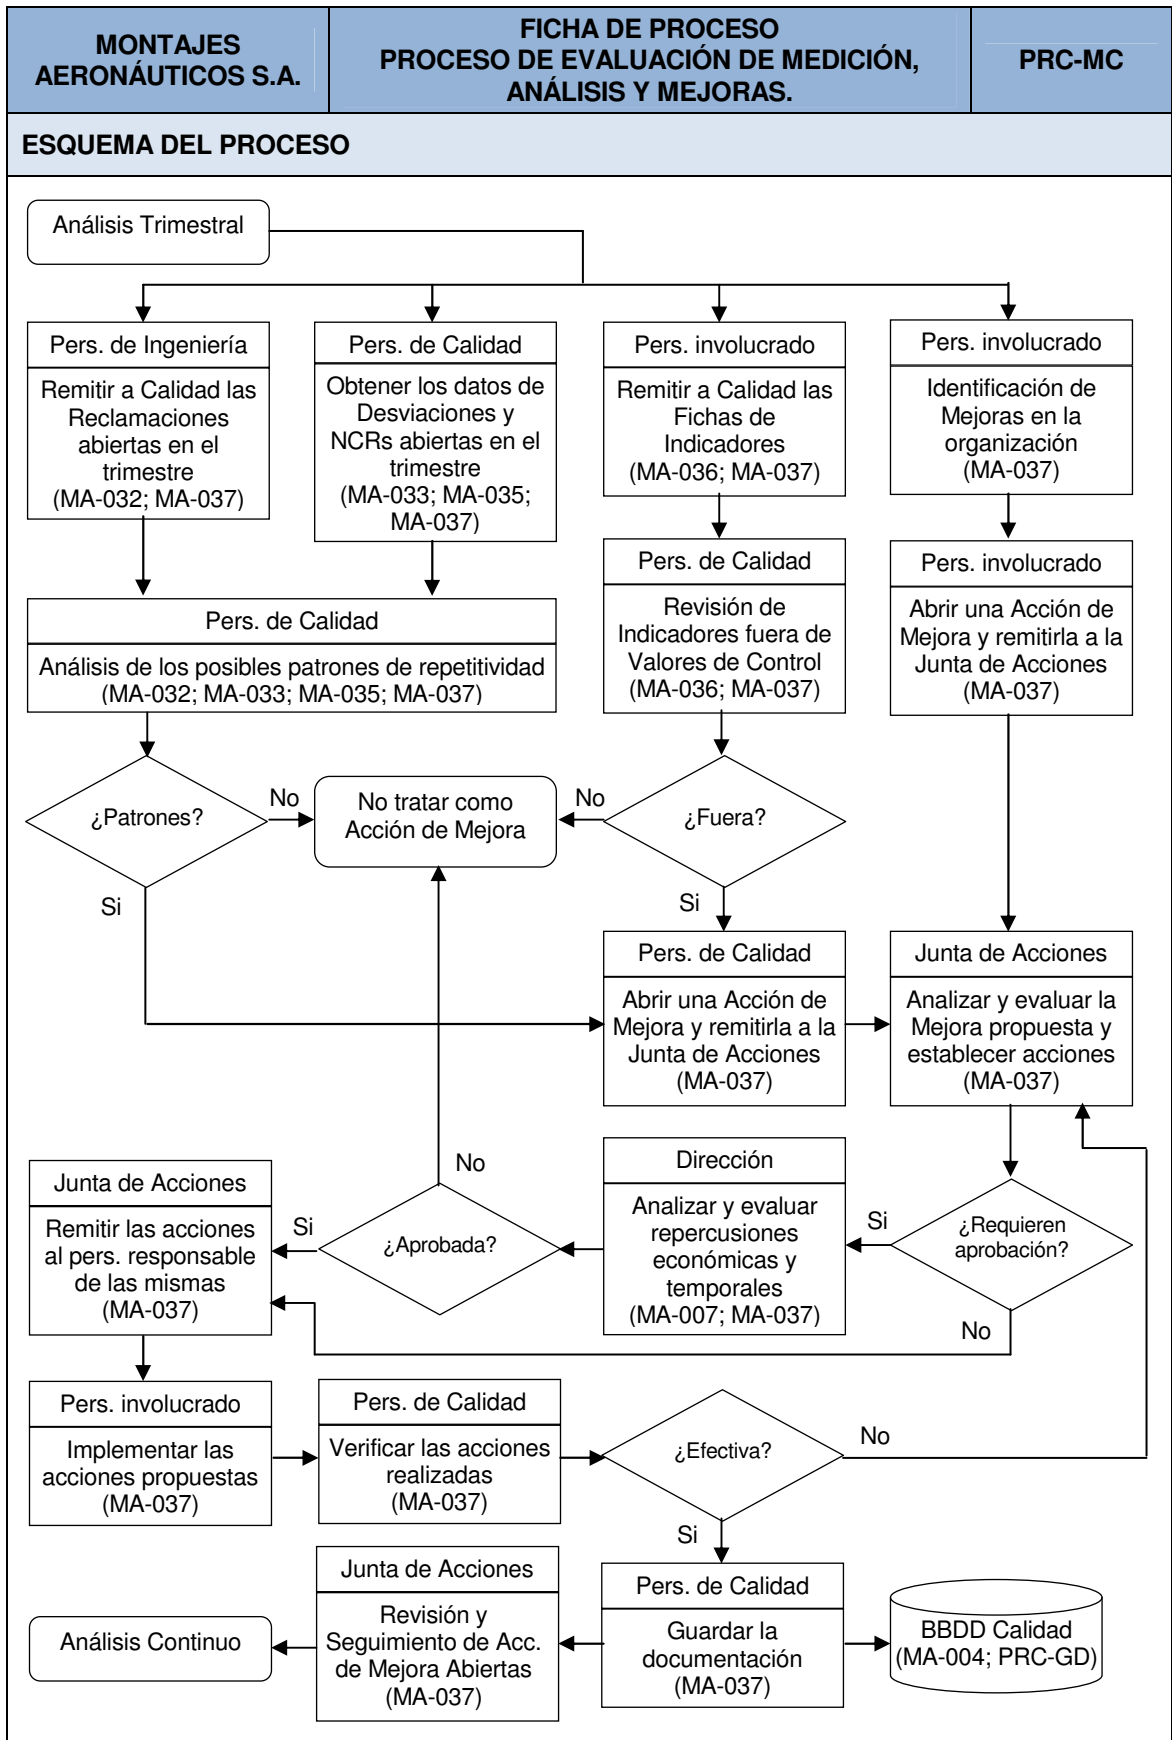 MONTAJES
AERONÁUTICOS S.A.
FICHA DE PROCESO
PROCESO DE EVALUACIÓN DE MEDICIÓN,
ANÁLISIS Y MEJORAS.
PRC-MC
ESQUEMA DEL PROCESO
Análisis Trimestral
Pers. de Ingeniería
Remitir a Calidad las
Reclamaciones
abiertas en el
trimestre
(MA-032; MA-037)
Pers. de Calidad
Obtener los datos de
Desviaciones y
NCRs abiertas en el
trimestre
(MA-033; MA-035;
MA-037)
Pers. involucrado
Remitir a Calidad las
Fichas de
Indicadores
(MA-036; MA-037)
Pers. involucrado
Identificación de
Mejoras en la
organización
(MA-037)
Pers. de Calidad
Revisión de
Indicadores fuera de
Valores de Control
(MA-036; MA-037)
Pers. involucrado
Abrir una Acción de
Mejora y remitirla a la
Junta de Acciones
(MA-037)
Pers. de Calidad
Análisis de los posibles patrones de repetitividad
(MA-032; MA-033; MA-035; MA-037)
¿Patrones?
No
No tratar como
Acción de Mejora
No
¿Fuera?
Si
Si
Pers. de Calidad
Abrir una Acción de
Mejora y remitirla a la
Junta de Acciones
(MA-037)
Junta de Acciones
Analizar y evaluar la
Mejora propuesta y
establecer acciones
(MA-037)
Junta de Acciones
Remitir las acciones
al pers. responsable
de las mismas
(MA-037)
Si
No
¿Aprobada?
Dirección
Analizar y evaluar
repercusiones
económicas y
temporales
(MA-007; MA-037)
Si
¿Requieren
aprobación?
No
Pers. involucrado
Implementar las
acciones propuestas
(MA-037)
Pers. de Calidad
Verificar las acciones
realizadas
(MA-037)
¿Efectiva?
No
Si
Análisis Continuo
Junta de Acciones
Revisión y
Seguimiento de Acc.
de Mejora Abiertas
(MA-037)
Pers. de Calidad
Guardar la
documentación
(MA-037)
BBDD Calidad
(MA-004; PRC-GD)